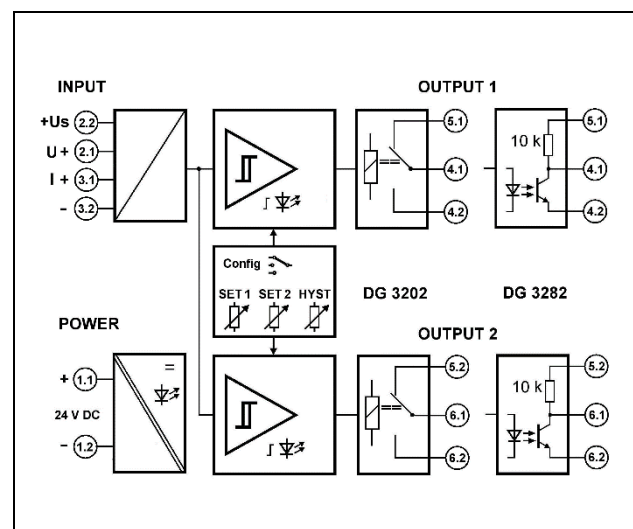 INPUT
OUTPUT 1
+Us 2.2
U + 2.1
I + 3.1
− 3.2
5.1
4.1
4.2
10 k
5.1
4.1
4.2
Config
SET 1 SET 2 HYST
DG 3202
DG 3282
POWER
OUTPUT 2
+ 1.1
24 V DC
− 1.2
5.2
6.1
6.2
10 k
5.2
6.1
6.2